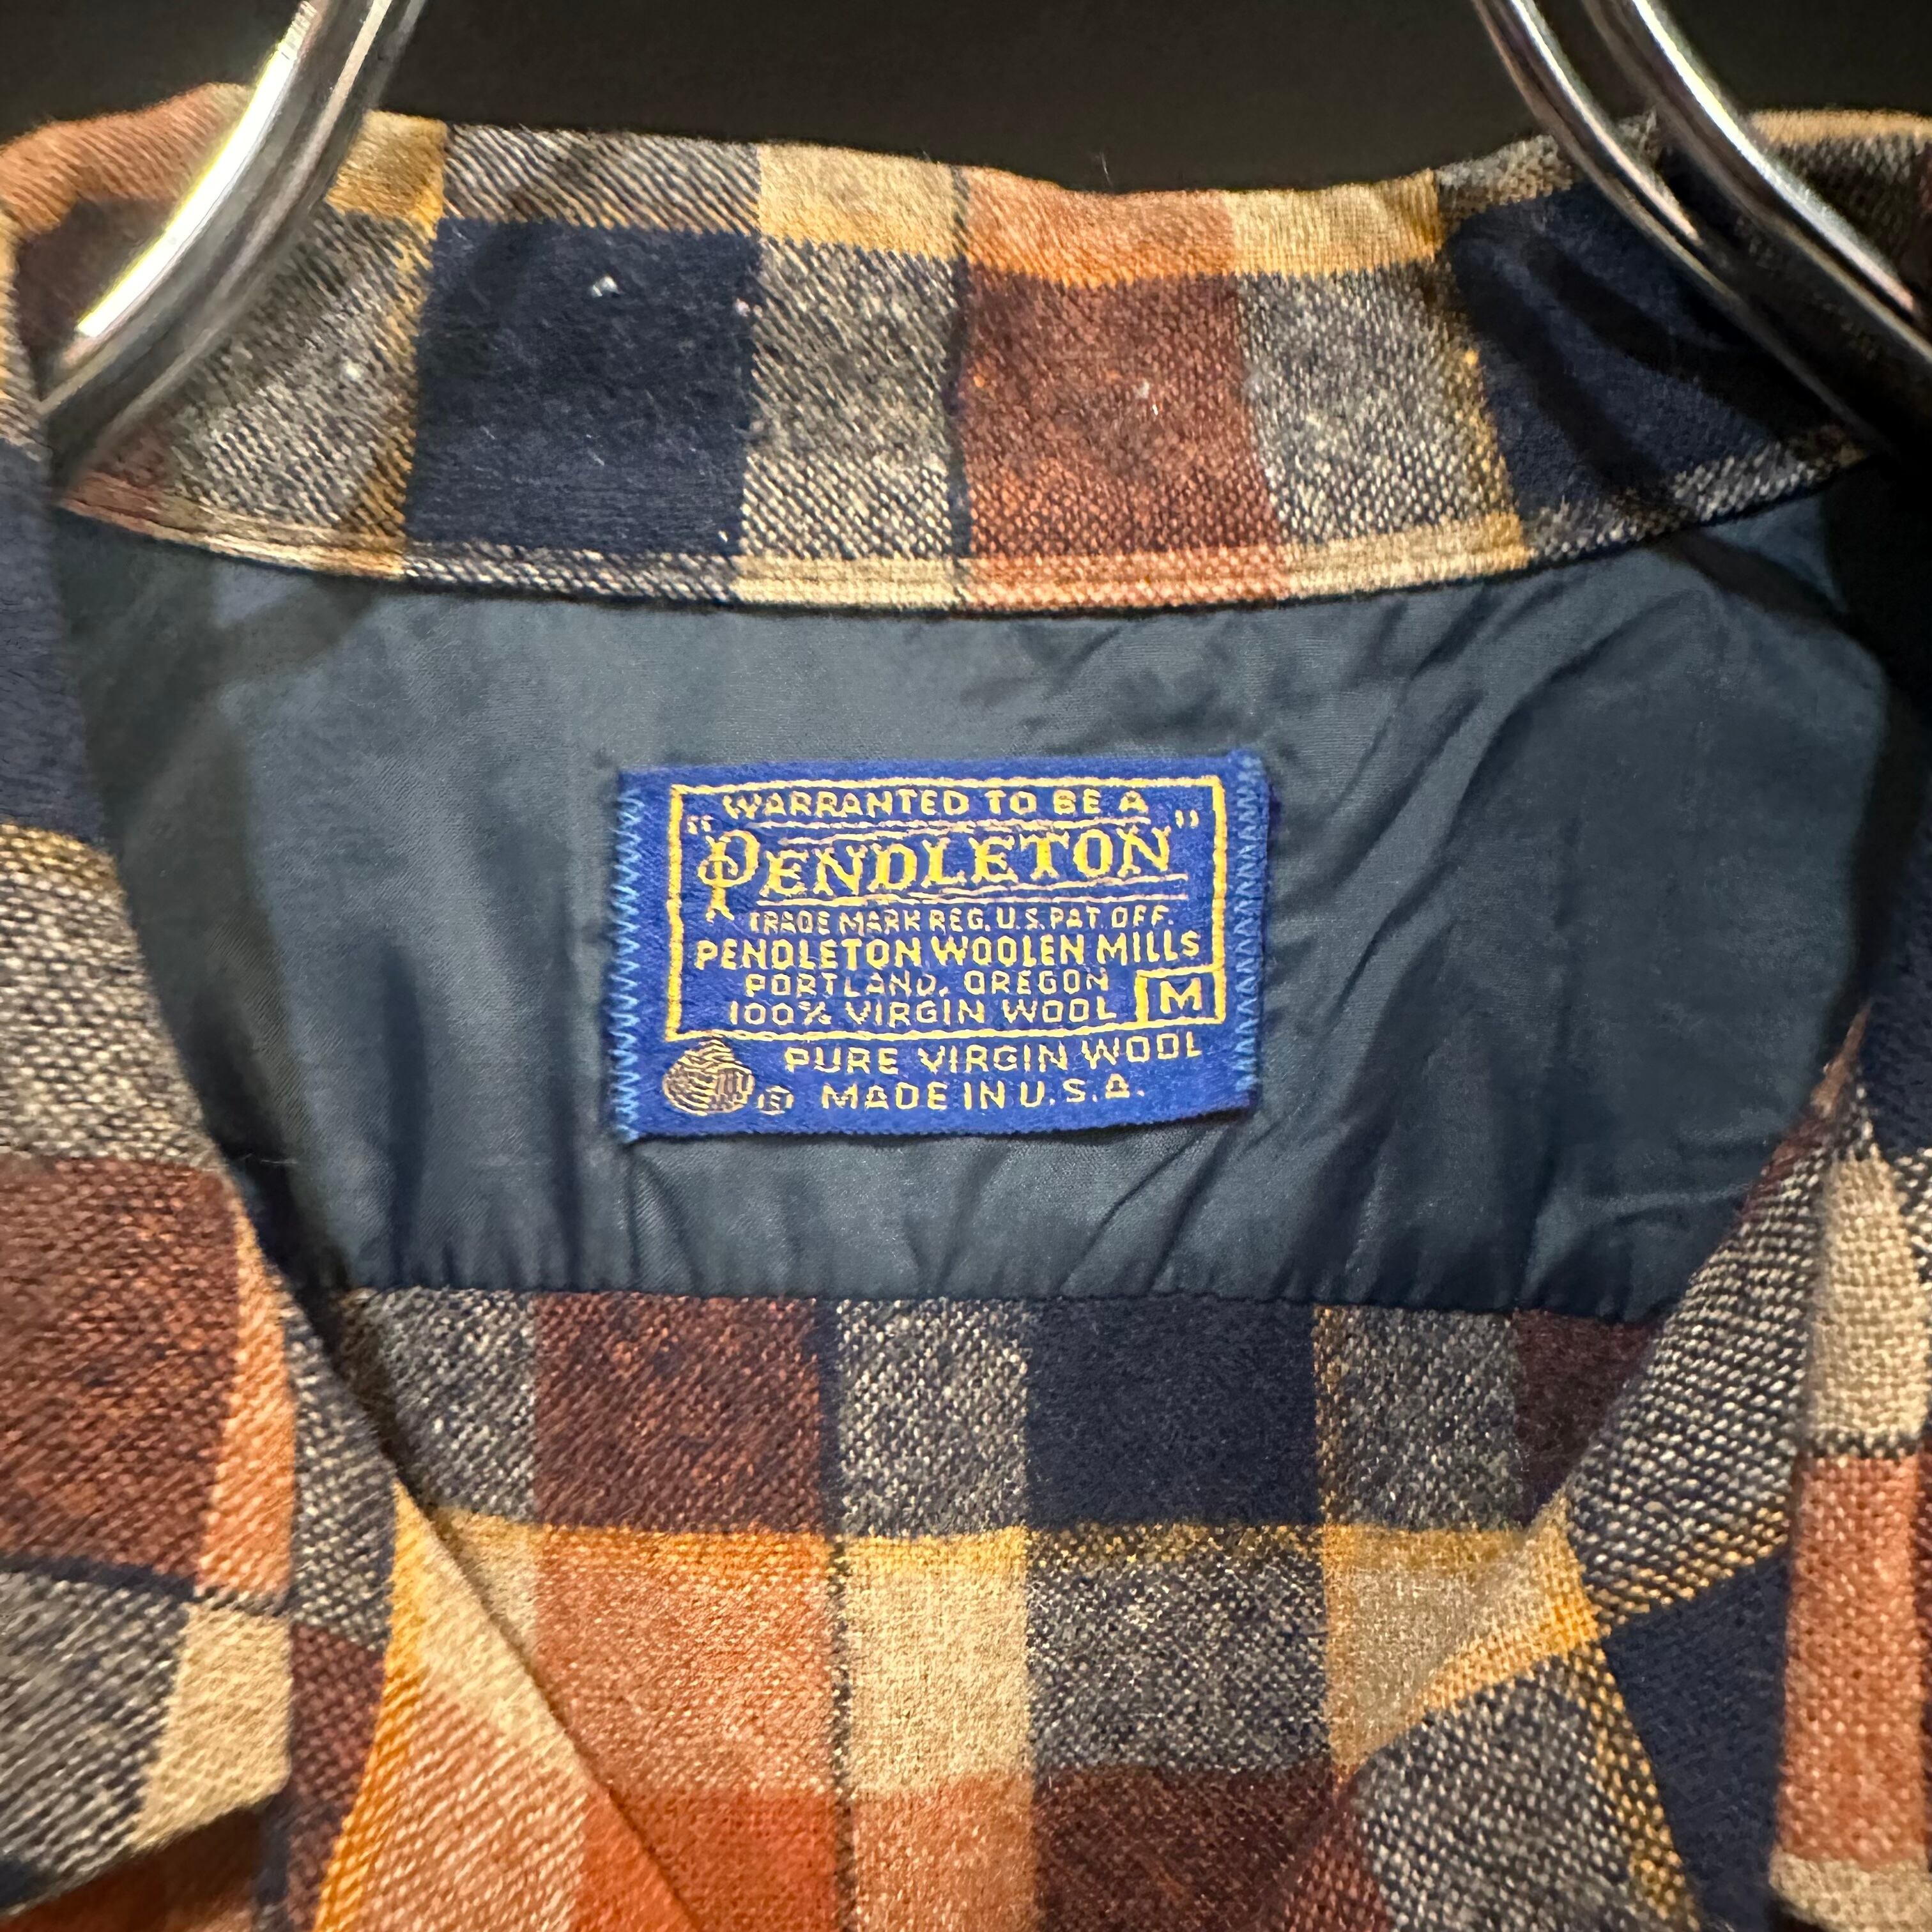 WARRANTED TO BE A
"PENDLETON"
TRADE MARK REG. U.S. PAT. OFF.
PENDLETON WOOLEN MILLS
PORTLAND, OREGON
100% VIRGIN WOOL M
PURE VIRGIN WOOL
® MADE IN U.S.A.